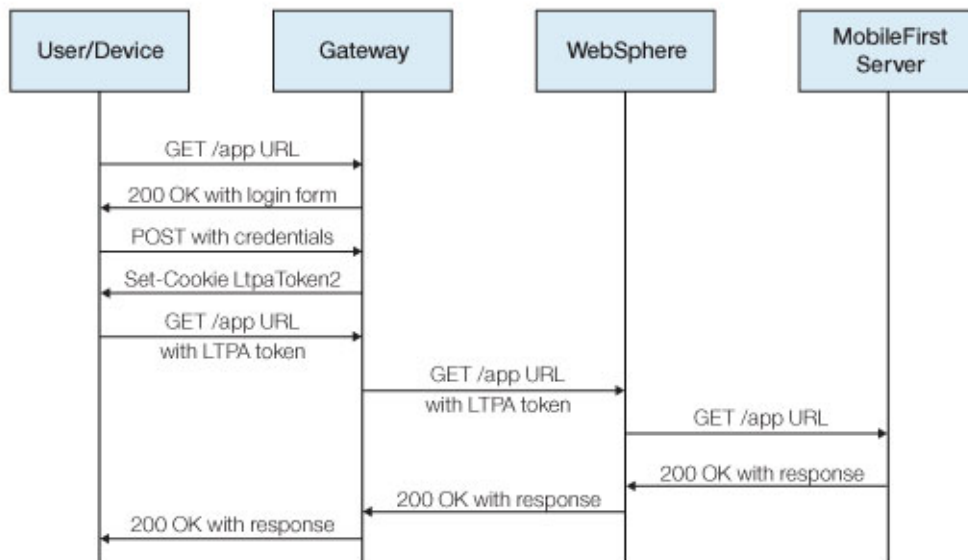 User/Device
Gateway
WebSphere
MobileFirst
Server
GET /app URL
200 OK with login form
POST with credentials
Set-Cookie LtpaToken2
GET /app URL
with LTPA token
GET /app URL
with LTPA token
GET /app URL
200 OK with response
200 OK with response
200 OK with response